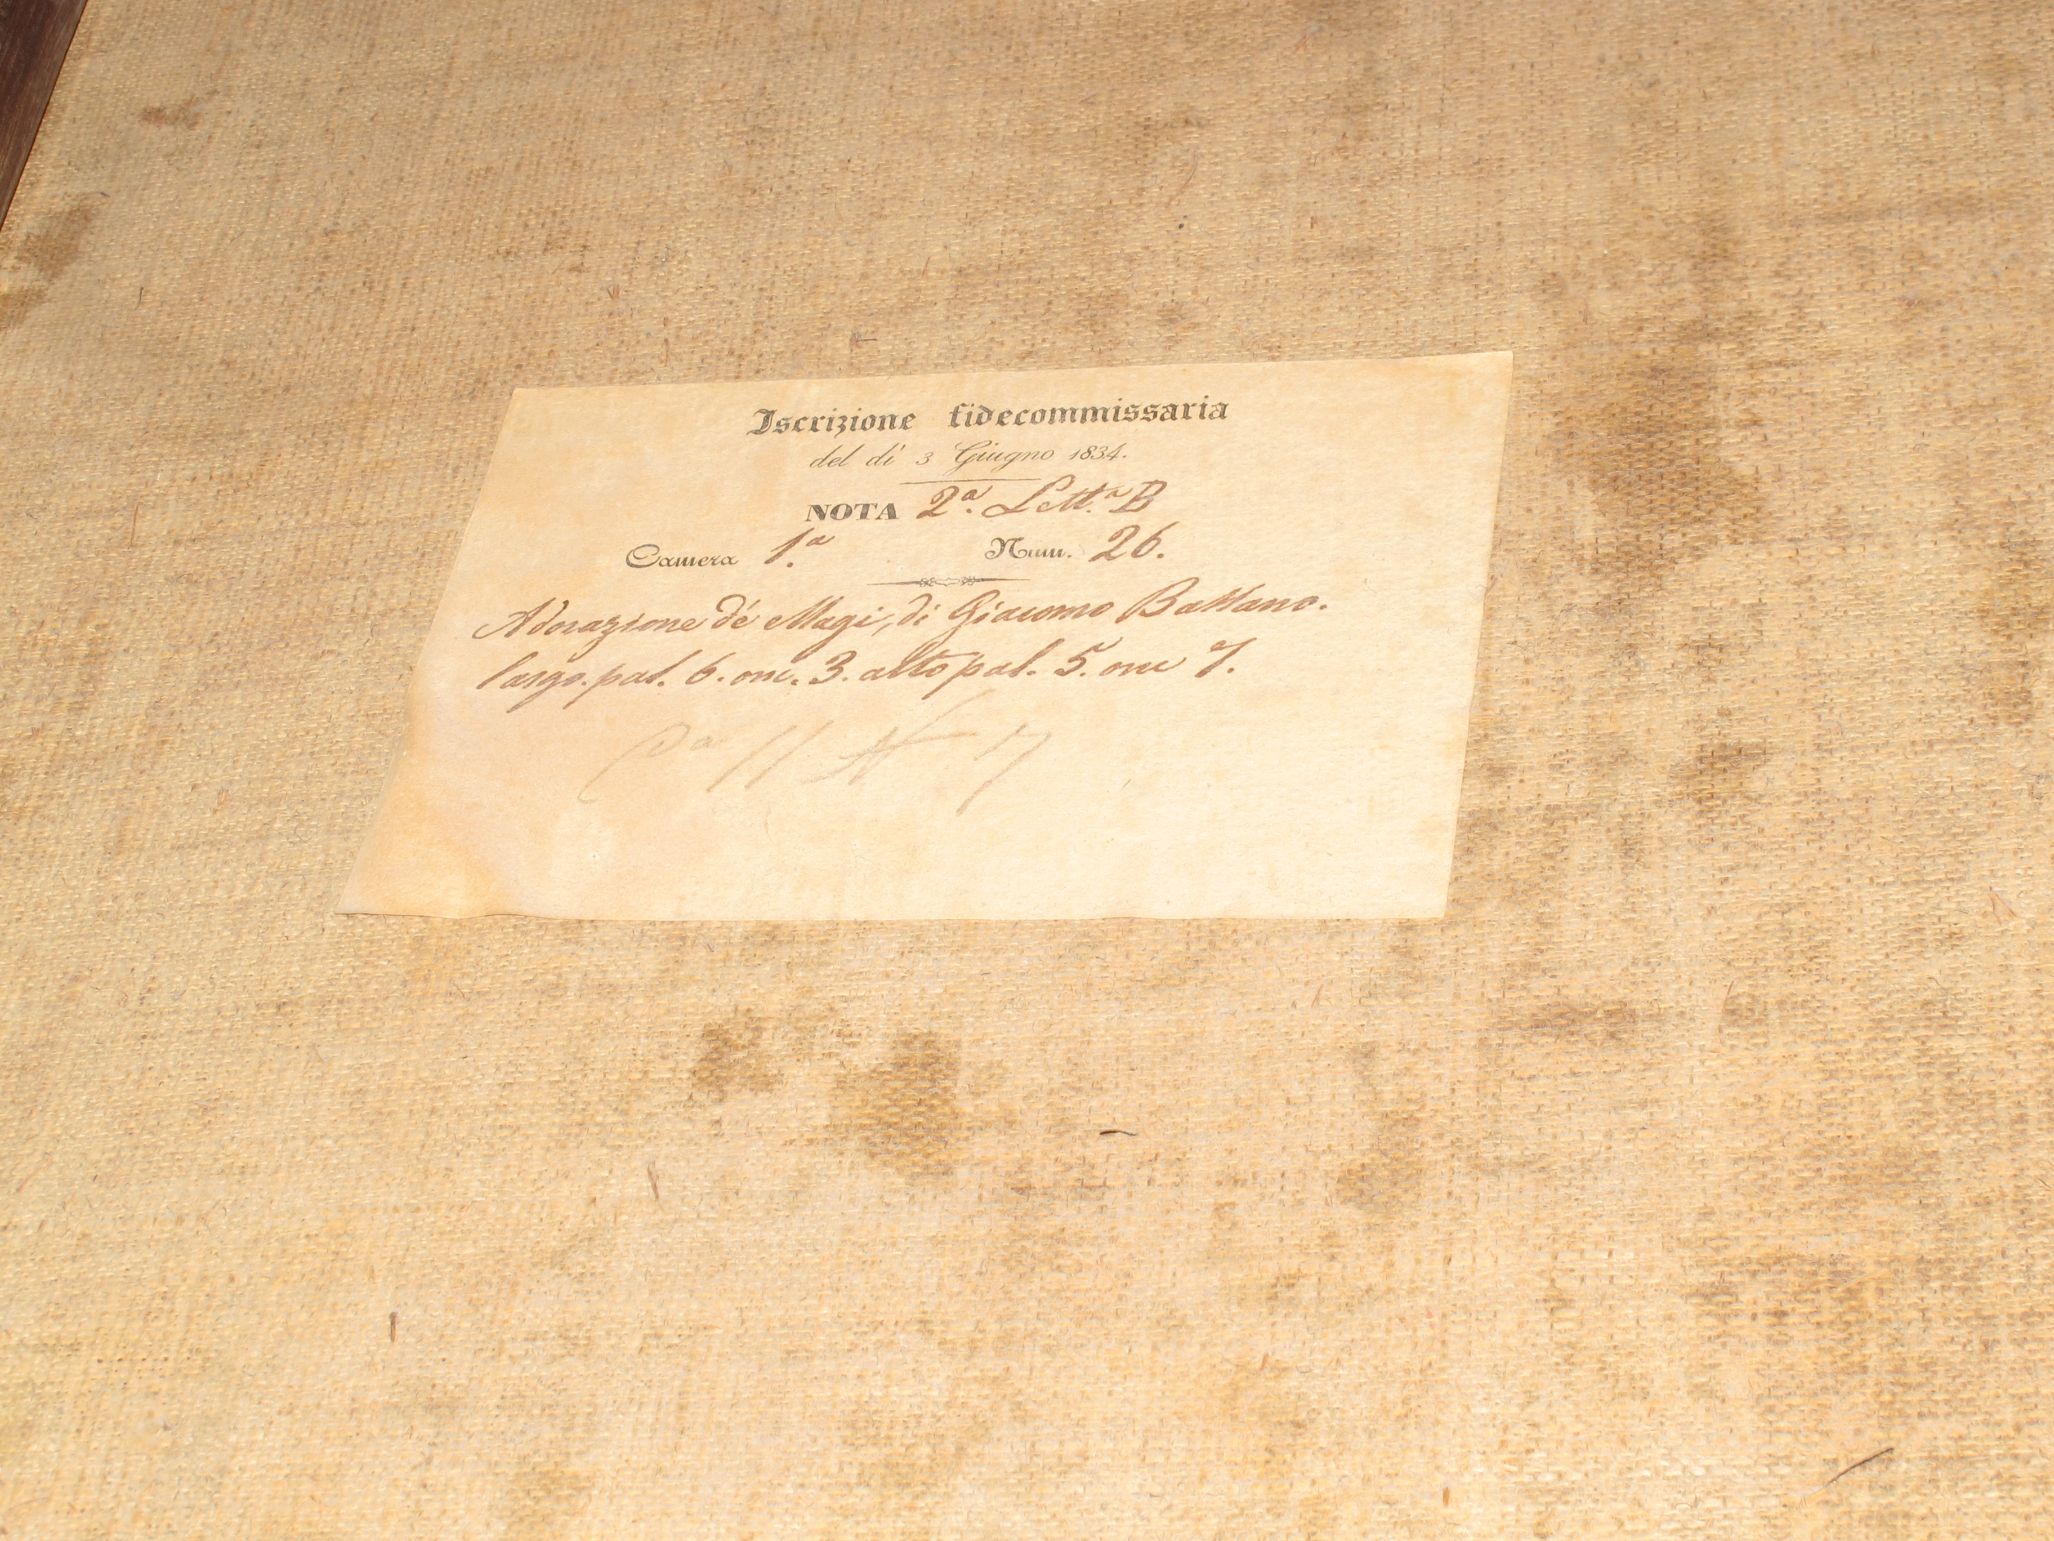 Iscrizione fidecommissaria
del dì 3 Giugno 1834.
NOTA 2ª. Lett.ª B
Camera 1.ª Num. 26.
Adorazione de' Magi, di Giacomo Bassano.
largo. pal. 6. onc. 3. alto pal. 5. onc 7.